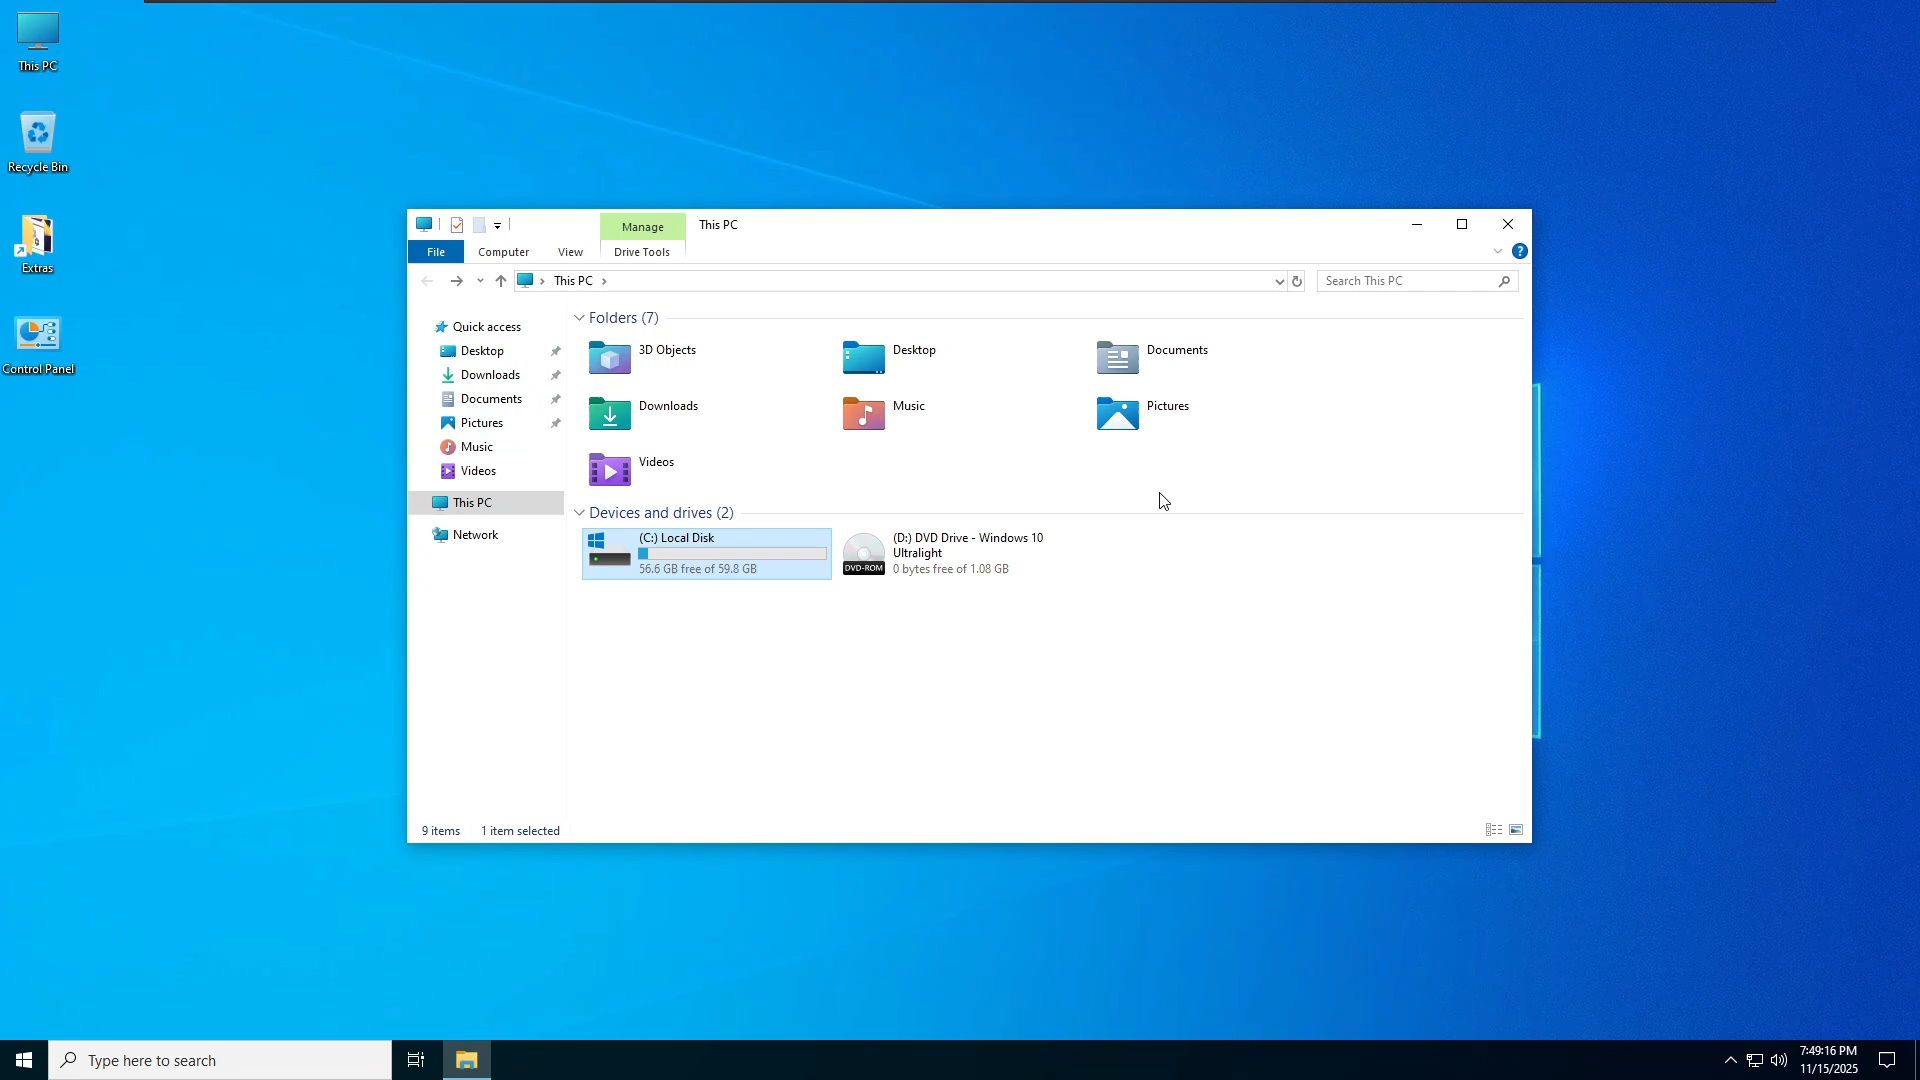 This PC
Recycle Bin
Extras
Control Panel
Manage
This PC
File
Computer
View
Drive Tools
This PC
Search This PC
Quick access
Desktop
Downloads
Documents
Pictures
Music
Videos
This PC
Network
Folders (7)
3D Objects
Desktop
Documents
Downloads
Music
Pictures
Videos
Devices and drives (2)
(C:) Local Disk
56.6 GB free of 59.8 GB
DVD-ROM
(D:) DVD Drive - Windows 10
Ultralight
0 bytes free of 1.08 GB
9 items
1 item selected
Type here to search
7:49:16 PM
11/15/2025